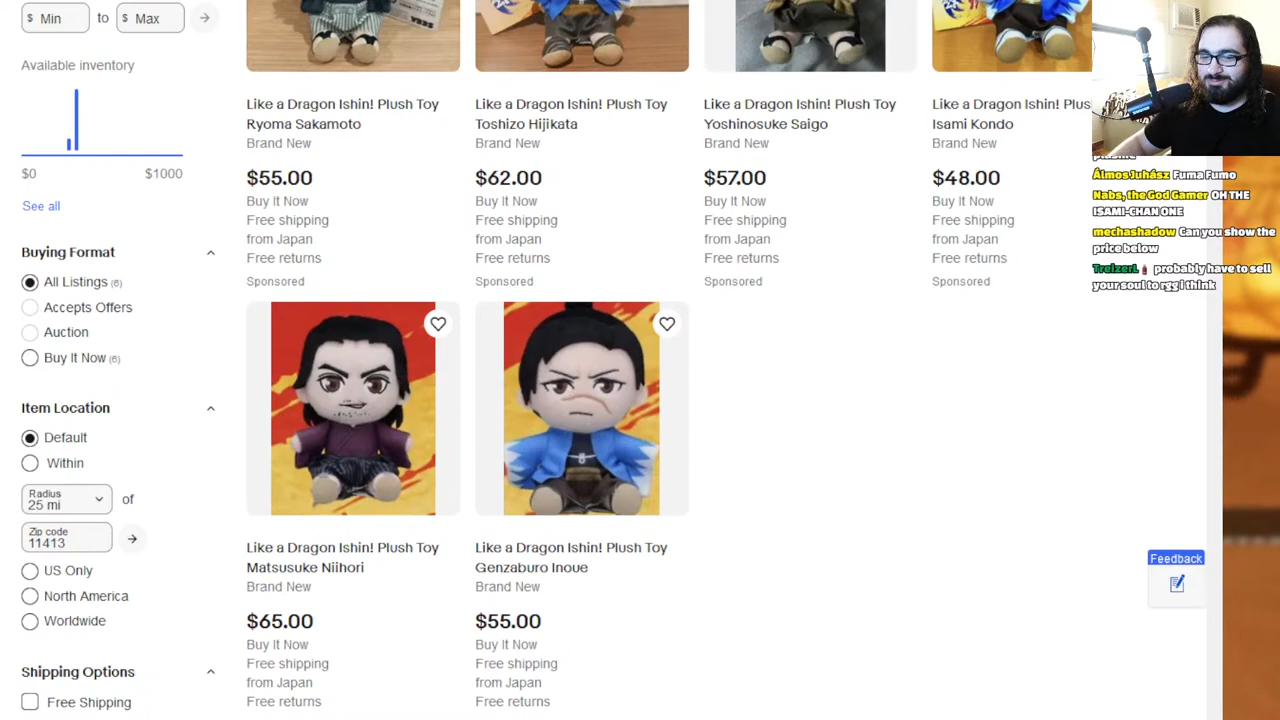 $ Min to $ Max
Available inventory
$0 $1000
See all
Buying Format
All Listings (6)
Accepts Offers
Auction
Buy It Now (6)
Item Location
Default
Within
Radius
25 mi
of
Zip code
11413
US Only
North America
Worldwide
Shipping Options
Free Shipping
SEGA
Like a Dragon Ishin! Plush Toy
Ryoma Sakamoto
Brand New
$55.00
Buy It Now
Free shipping
from Japan
Free returns
Sponsored
Like a Dragon Ishin! Plush Toy
Toshizo Hijikata
Brand New
$62.00
Buy It Now
Free shipping
from Japan
Free returns
Sponsored
Like a Dragon Ishin! Plush Toy
Yoshinosuke Saigo
Brand New
$57.00
Buy It Now
Free shipping
from Japan
Free returns
Sponsored
Like a Dragon Ishin! Plus
Isami Kondo
Brand New
$48.00
Buy It Now
Free shipping
from Japan
Free returns
Sponsored
Like a Dragon Ishin! Plush Toy
Matsusuke Niihori
Brand New
$65.00
Buy It Now
Free shipping
from Japan
Free returns
Like a Dragon Ishin! Plush Toy
Genzaburo Inoue
Brand New
$55.00
Buy It Now
Free shipping
from Japan
Free returns
Álmos Juhász Fuma Fumo
Nabs, the God Gamer OH THE
ISAMI-CHAN ONE
mechashadow Can you show the
price below
TreizerL probably have to sell
your soul to rgg i think
Feedback